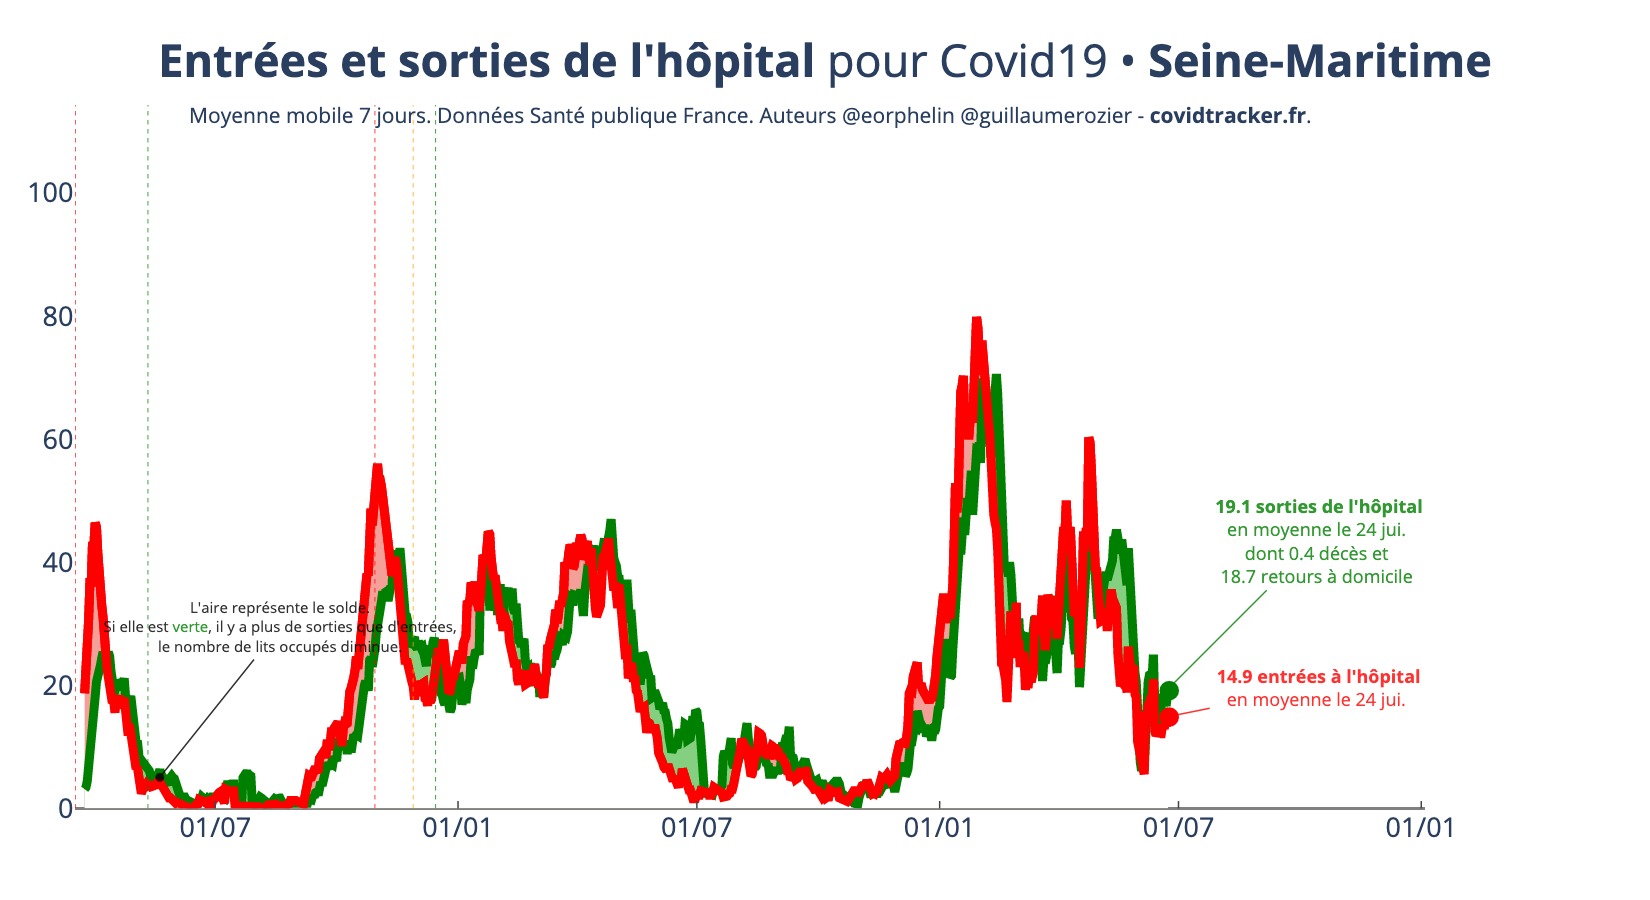 Entrées et sorties de l'hôpital pour Covid19 • Seine-Maritime
Moyenne mobile 7 jours. Données Santé publique France. Auteurs @eorphelin @guillaumerozier - covidtracker.fr.
100
80
60
40
20
0
L'aire représente le solde.
Si elle est verte, il y a plus de sorties que d'entrées,
le nombre de lits occupés diminue.
19.1 sorties de l'hôpital
en moyenne le 24 jui.
dont 0.4 décès et
18.7 retours à domicile
14.9 entrées à l'hôpital
en moyenne le 24 jui.
01/07 01/01 01/07 01/01 01/07 01/01